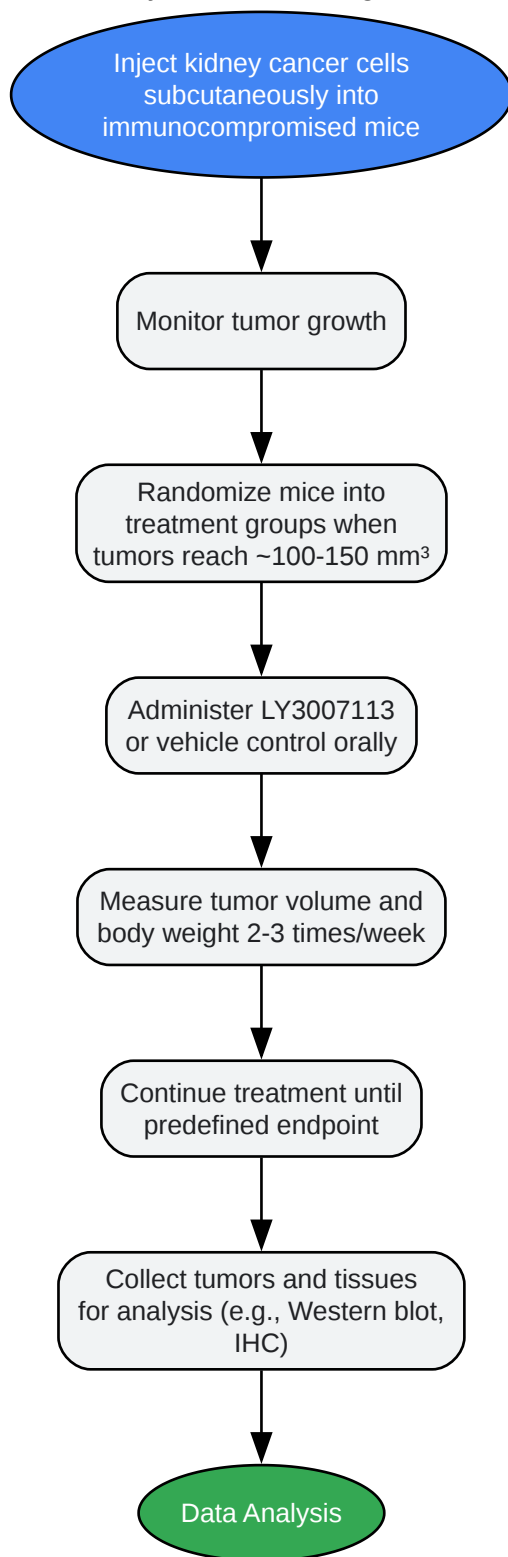 Inject kidney cancer cells
subcutaneously into
immunocompromised mice
Monitor tumor growth
Randomize mice into
treatment groups when
tumors reach ~100-150 mm³
Administer LY3007113
or vehicle control orally
Measure tumor volume and
body weight 2-3 times/week
Continue treatment until
predefined endpoint
Collect tumors and tissues
for analysis (e.g., Western blot,
IHC)
Data Analysis